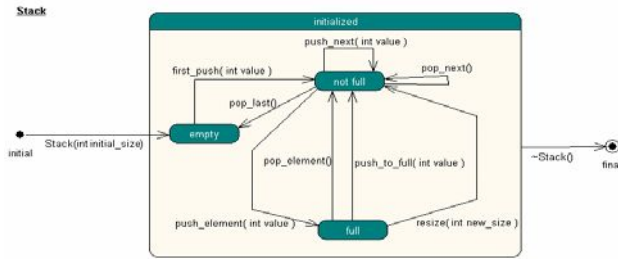 Stack
initialized
push_next( int value )
pop_next()
first_push( int value )
not full
pop_last()
empty
initial
Stack(int initial_size)
pop_element()
push_to_full( int value )
~Stack()
final
push_element( int value )
full
resize( int new_size )